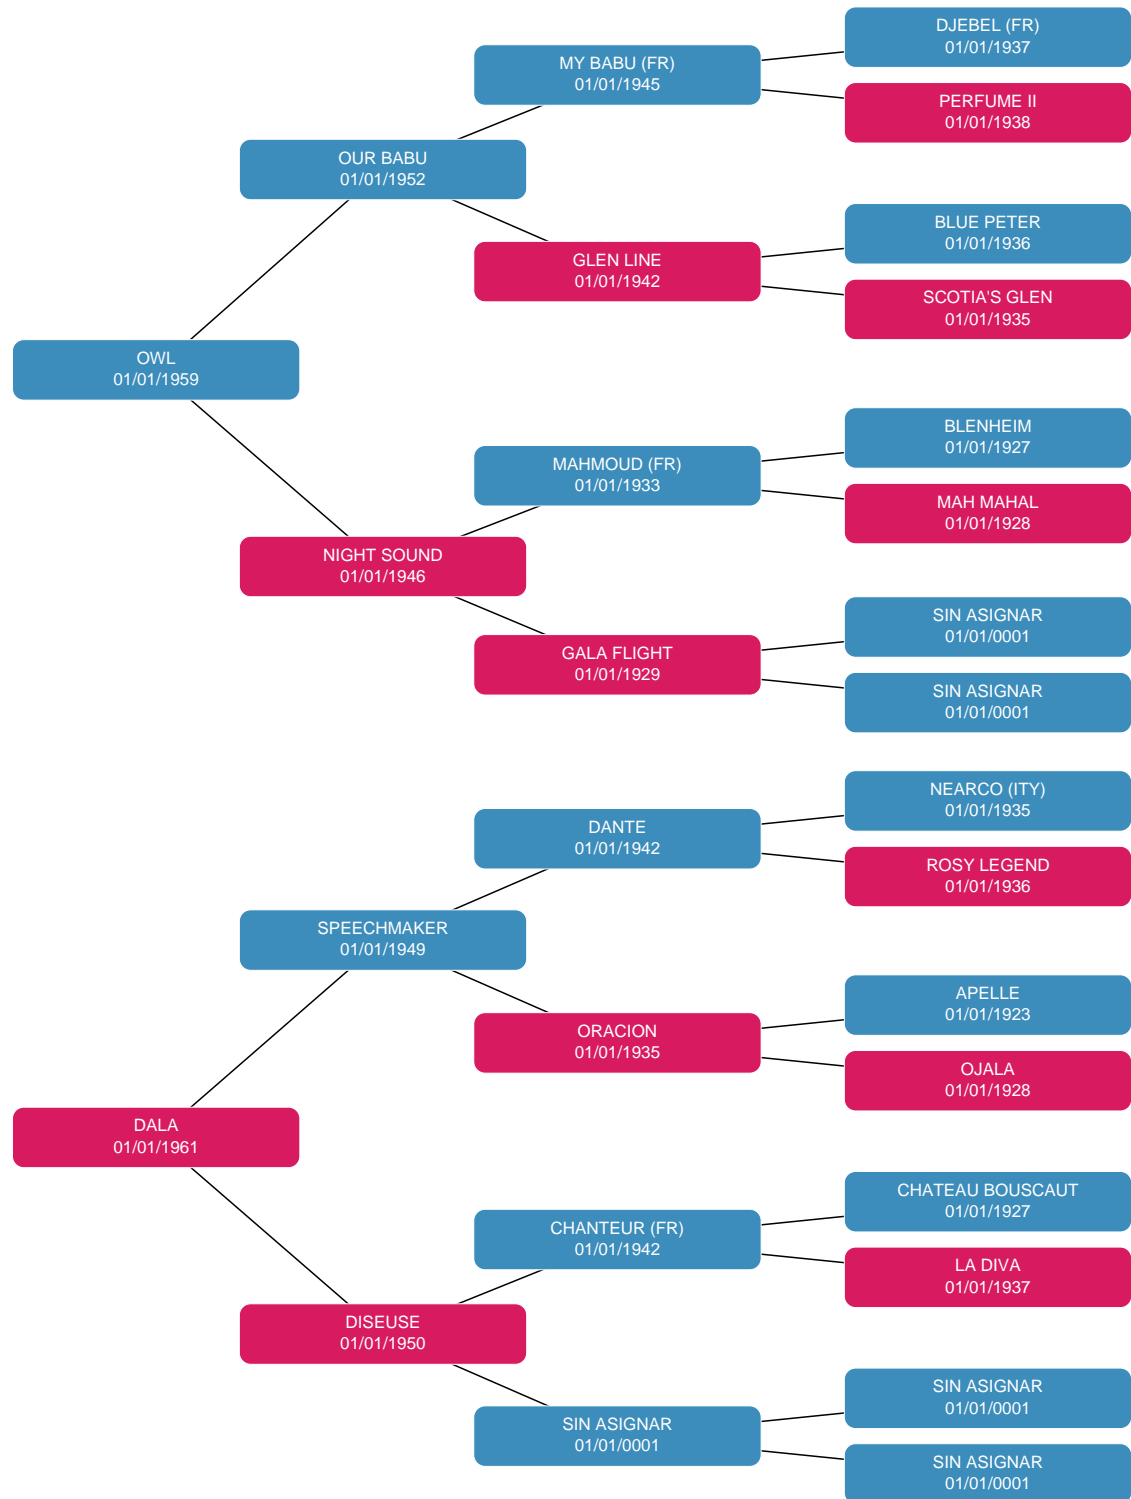 DJEBEL (FR)
01/01/1937
MY BABU (FR)
01/01/1945
PERFUME II
01/01/1938
OUR BABU
01/01/1952
BLUE PETER
01/01/1936
GLEN LINE
01/01/1942
SCOTIA'S GLEN
01/01/1935
OWL
01/01/1959
BLENHEIM
01/01/1927
MAHMOUD (FR)
01/01/1933
MAH MAHAL
01/01/1928
NIGHT SOUND
01/01/1946
SIN ASIGNAR
01/01/0001
GALA FLIGHT
01/01/1929
SIN ASIGNAR
01/01/0001
NEARCO (ITY)
01/01/1935
DANTE
01/01/1942
ROSY LEGEND
01/01/1936
SPEECHMAKER
01/01/1949
APELLE
01/01/1923
ORACION
01/01/1935
OJALA
01/01/1928
DALA
01/01/1961
CHATEAU BOUSCAUT
01/01/1927
CHANTEUR (FR)
01/01/1942
LA DIVA
01/01/1937
DISEUSE
01/01/1950
SIN ASIGNAR
01/01/0001
SIN ASIGNAR
01/01/0001
SIN ASIGNAR
01/01/0001